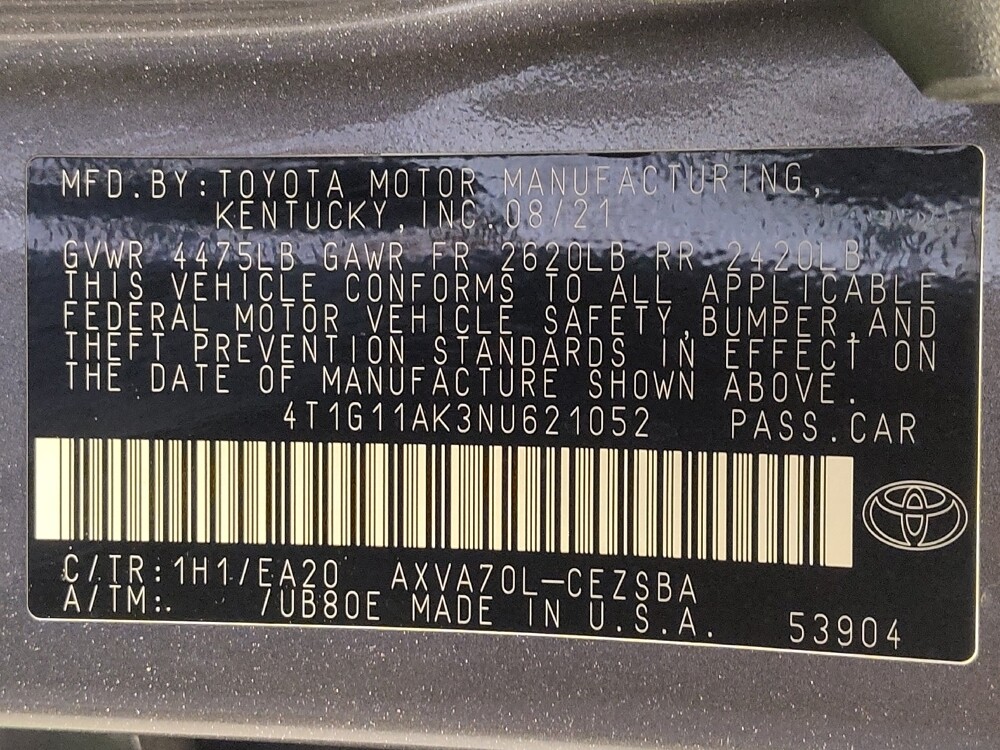 MFD.BY:TOYOTA MOTOR MANUFACTURING,
KENTUCKY,INC.08/21
GVWR 4475LB GAWR FR 2620LB RR 2420LB
THIS VEHICLE CONFORMS TO ALL APPLICABLE
FEDERAL MOTOR VEHICLE SAFETY,BUMPER,AND
THEFT PREVENTION STANDARDS IN EFFECT ON
THE DATE OF MANUFACTURE SHOWN ABOVE.
4T1G11AK3NU621052 PASS.CAR
C/TR:1H1/EA20 AXVA70L-CEZSBA
A/TM:. /UB80E MADE IN U.S.A. 53904